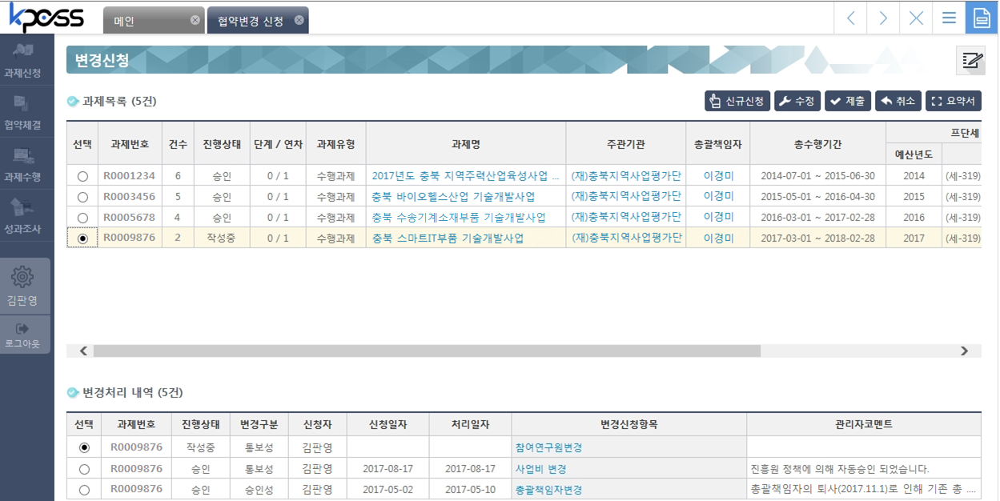 kpass
메인
협약변경 신청
변경신청
과제신청
협약체결
과제수행
성과조사
김판영
로그아웃
과제목록 (5건)
신규신청 수정 제출 취소 요약서
선택 과제번호 건수 진행상태 단계 / 연차 과제유형 과제명 주관기관 총괄책임자 총수행기간 프단세
예산년도
R0001234 6 승인 0 / 1 수행과제 2017년도 충북 지역주력산업육성사업 ... (재)충북지역사업평가단 이경미 2014-07-01 ~ 2015-06-30 2014 (세-319)
R0003456 5 승인 0 / 1 수행과제 충북 바이오헬스산업 기술개발사업 (재)충북지역사업평가단 이경미 2015-05-01 ~ 2016-04-30 2015 (세-319)
R0005678 4 승인 0 / 1 수행과제 충북 수송기계소재부품 기술개발사업 (재)충북지역사업평가단 이경미 2016-03-01 ~ 2017-02-28 2016 (세-319)
R0009876 2 작성중 0 / 1 수행과제 충북 스마트IT부품 기술개발사업 (재)충북지역사업평가단 이경미 2017-03-01 ~ 2018-02-28 2017 (세-319)
변경처리 내역 (5건)
선택 과제번호 진행상태 변경구분 신청자 신청일자 처리일자 변경신청항목 관리자코멘트
R0009876 작성중 통보성 김판영 참여연구원변경
R0009876 승인 통보성 김판영 2017-08-17 2017-08-17 사업비 변경 진흥원 정책에 의해 자동승인 되었습니다.
R0009876 승인 승인성 김판영 2017-05-02 2017-05-10 총괄책임자변경 총괄책임자의 퇴사(2017.11.1)로 인해 기존 총 ....